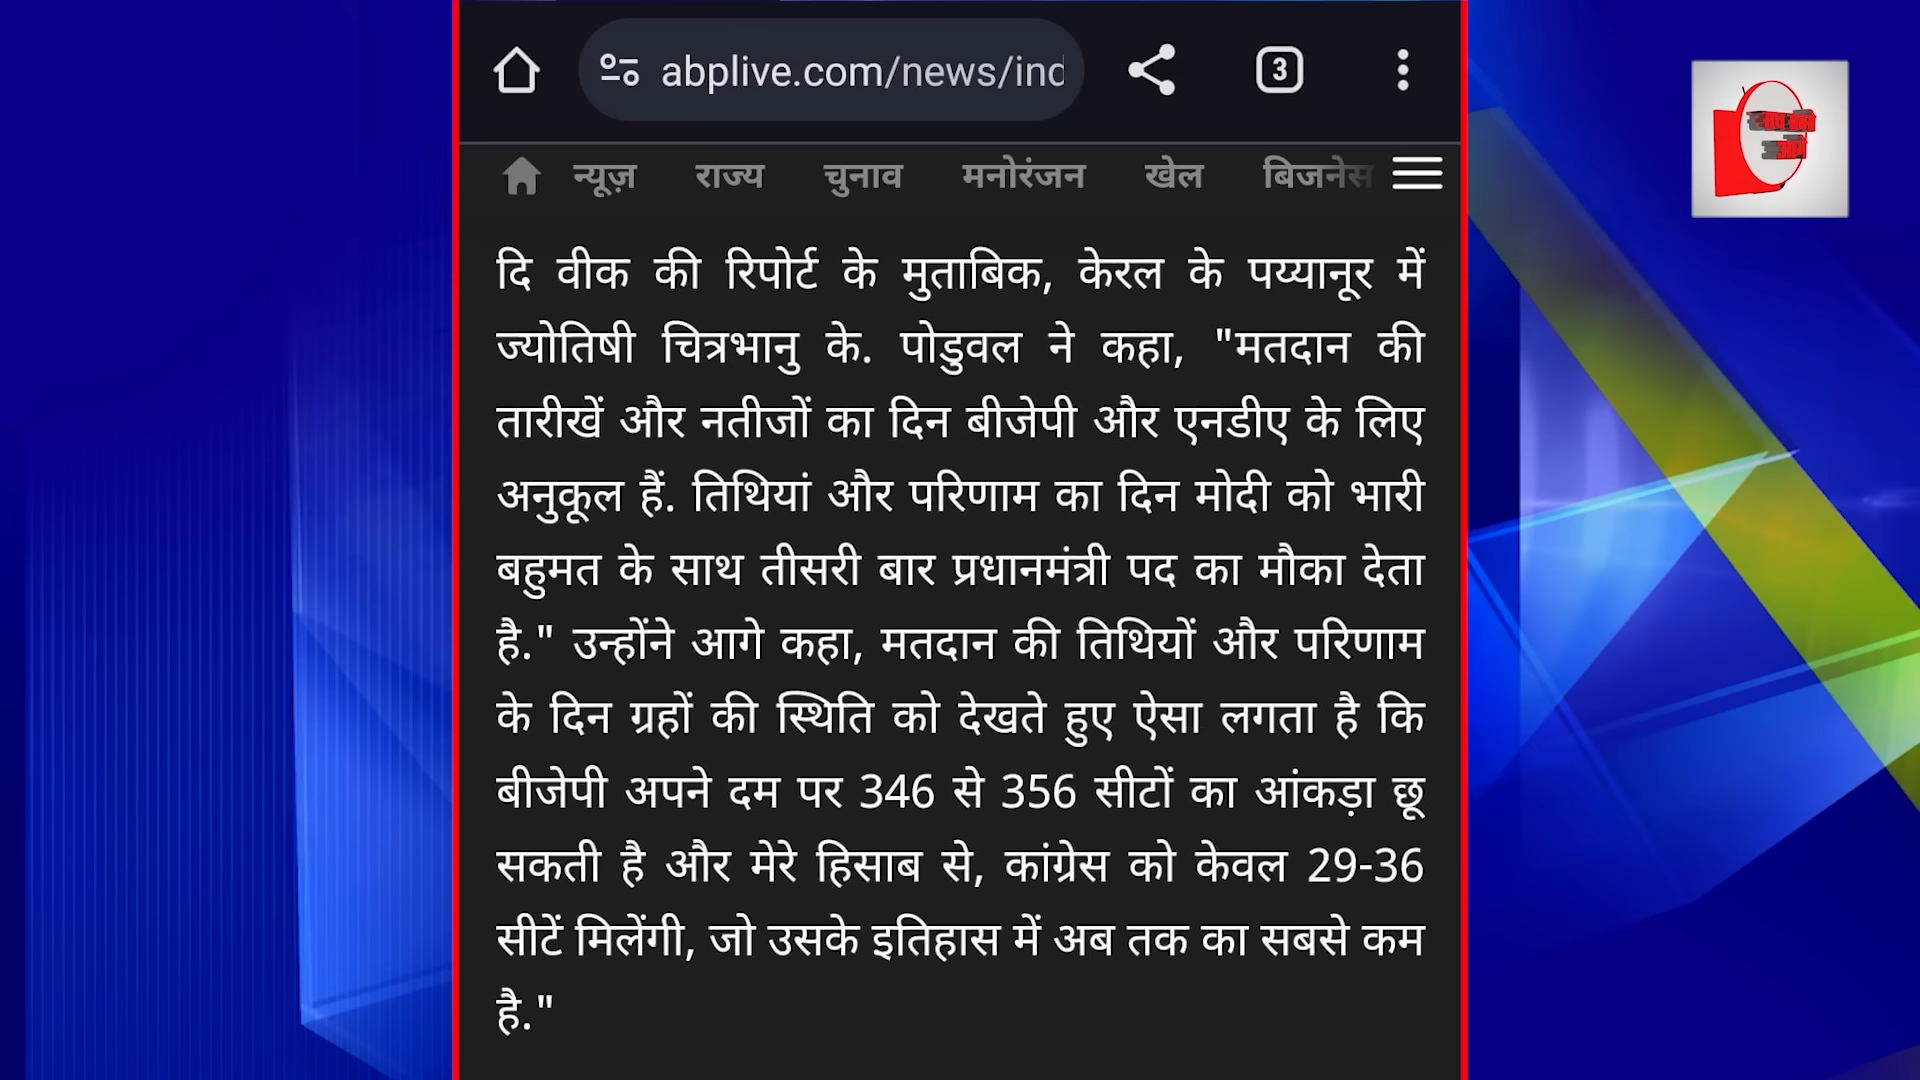 abplive.com/news/ind
3
न्यूज़ राज्य चुनाव मनोरंजन खेल बिजनेस
दि वीक की रिपोर्ट के मुताबिक, केरल के पय्यानूर में
ज्योतिषी चित्रभानु के. पोडुवल ने कहा, "मतदान की
तारीखें और नतीजों का दिन बीजेपी और एनडीए के लिए
अनुकूल हैं. तिथियां और परिणाम का दिन मोदी को भारी
बहुमत के साथ तीसरी बार प्रधानमंत्री पद का मौका देता
है." उन्होंने आगे कहा, मतदान की तिथियों और परिणाम
के दिन ग्रहों की स्थिति को देखते हुए ऐसा लगता है कि
बीजेपी अपने दम पर 346 से 356 सीटों का आंकड़ा छू
सकती है और मेरे हिसाब से, कांग्रेस को केवल 29-36
सीटें मिलेंगी, जो उसके इतिहास में अब तक का सबसे कम
है."